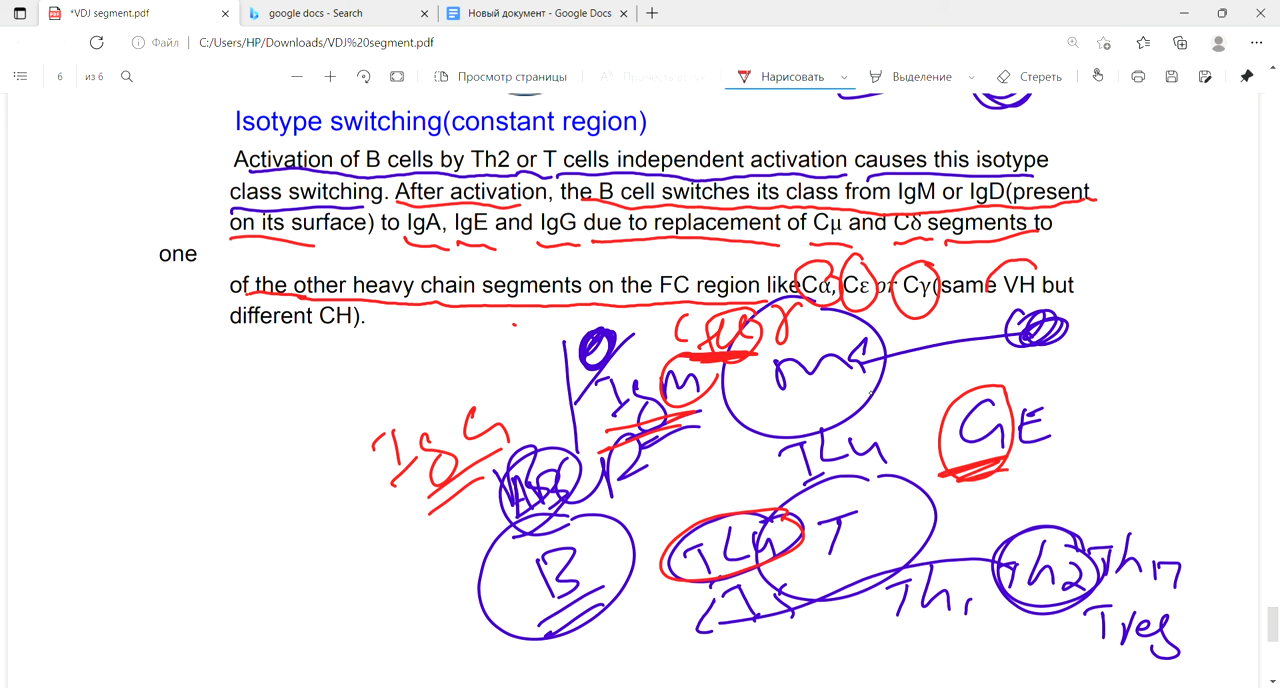 *VDJ segment.pdf
google docs - Search
Новый документ - Google Docs
Файл
C:/Users/HP/Downloads/VDJ%20segment.pdf
6 из 6
Просмотр страницы
Прочесть вслух
Нарисовать
Выделение
Стереть
Isotype switching(constant region)
Activation of B cells by Th2 or T cells independent activation causes this isotype
class switching. After activation, the B cell switches its class from IgM or IgD(present
on its surface) to IgA, IgE and IgG due to replacement of Cμ and Cδ segments to
one
of the other heavy chain segments on the FC region likeCα, Cε or Cγ(same VH but
different CH).
γ
IgM
G E
IgG
B
T
Th1
Th2
Th17
Treg